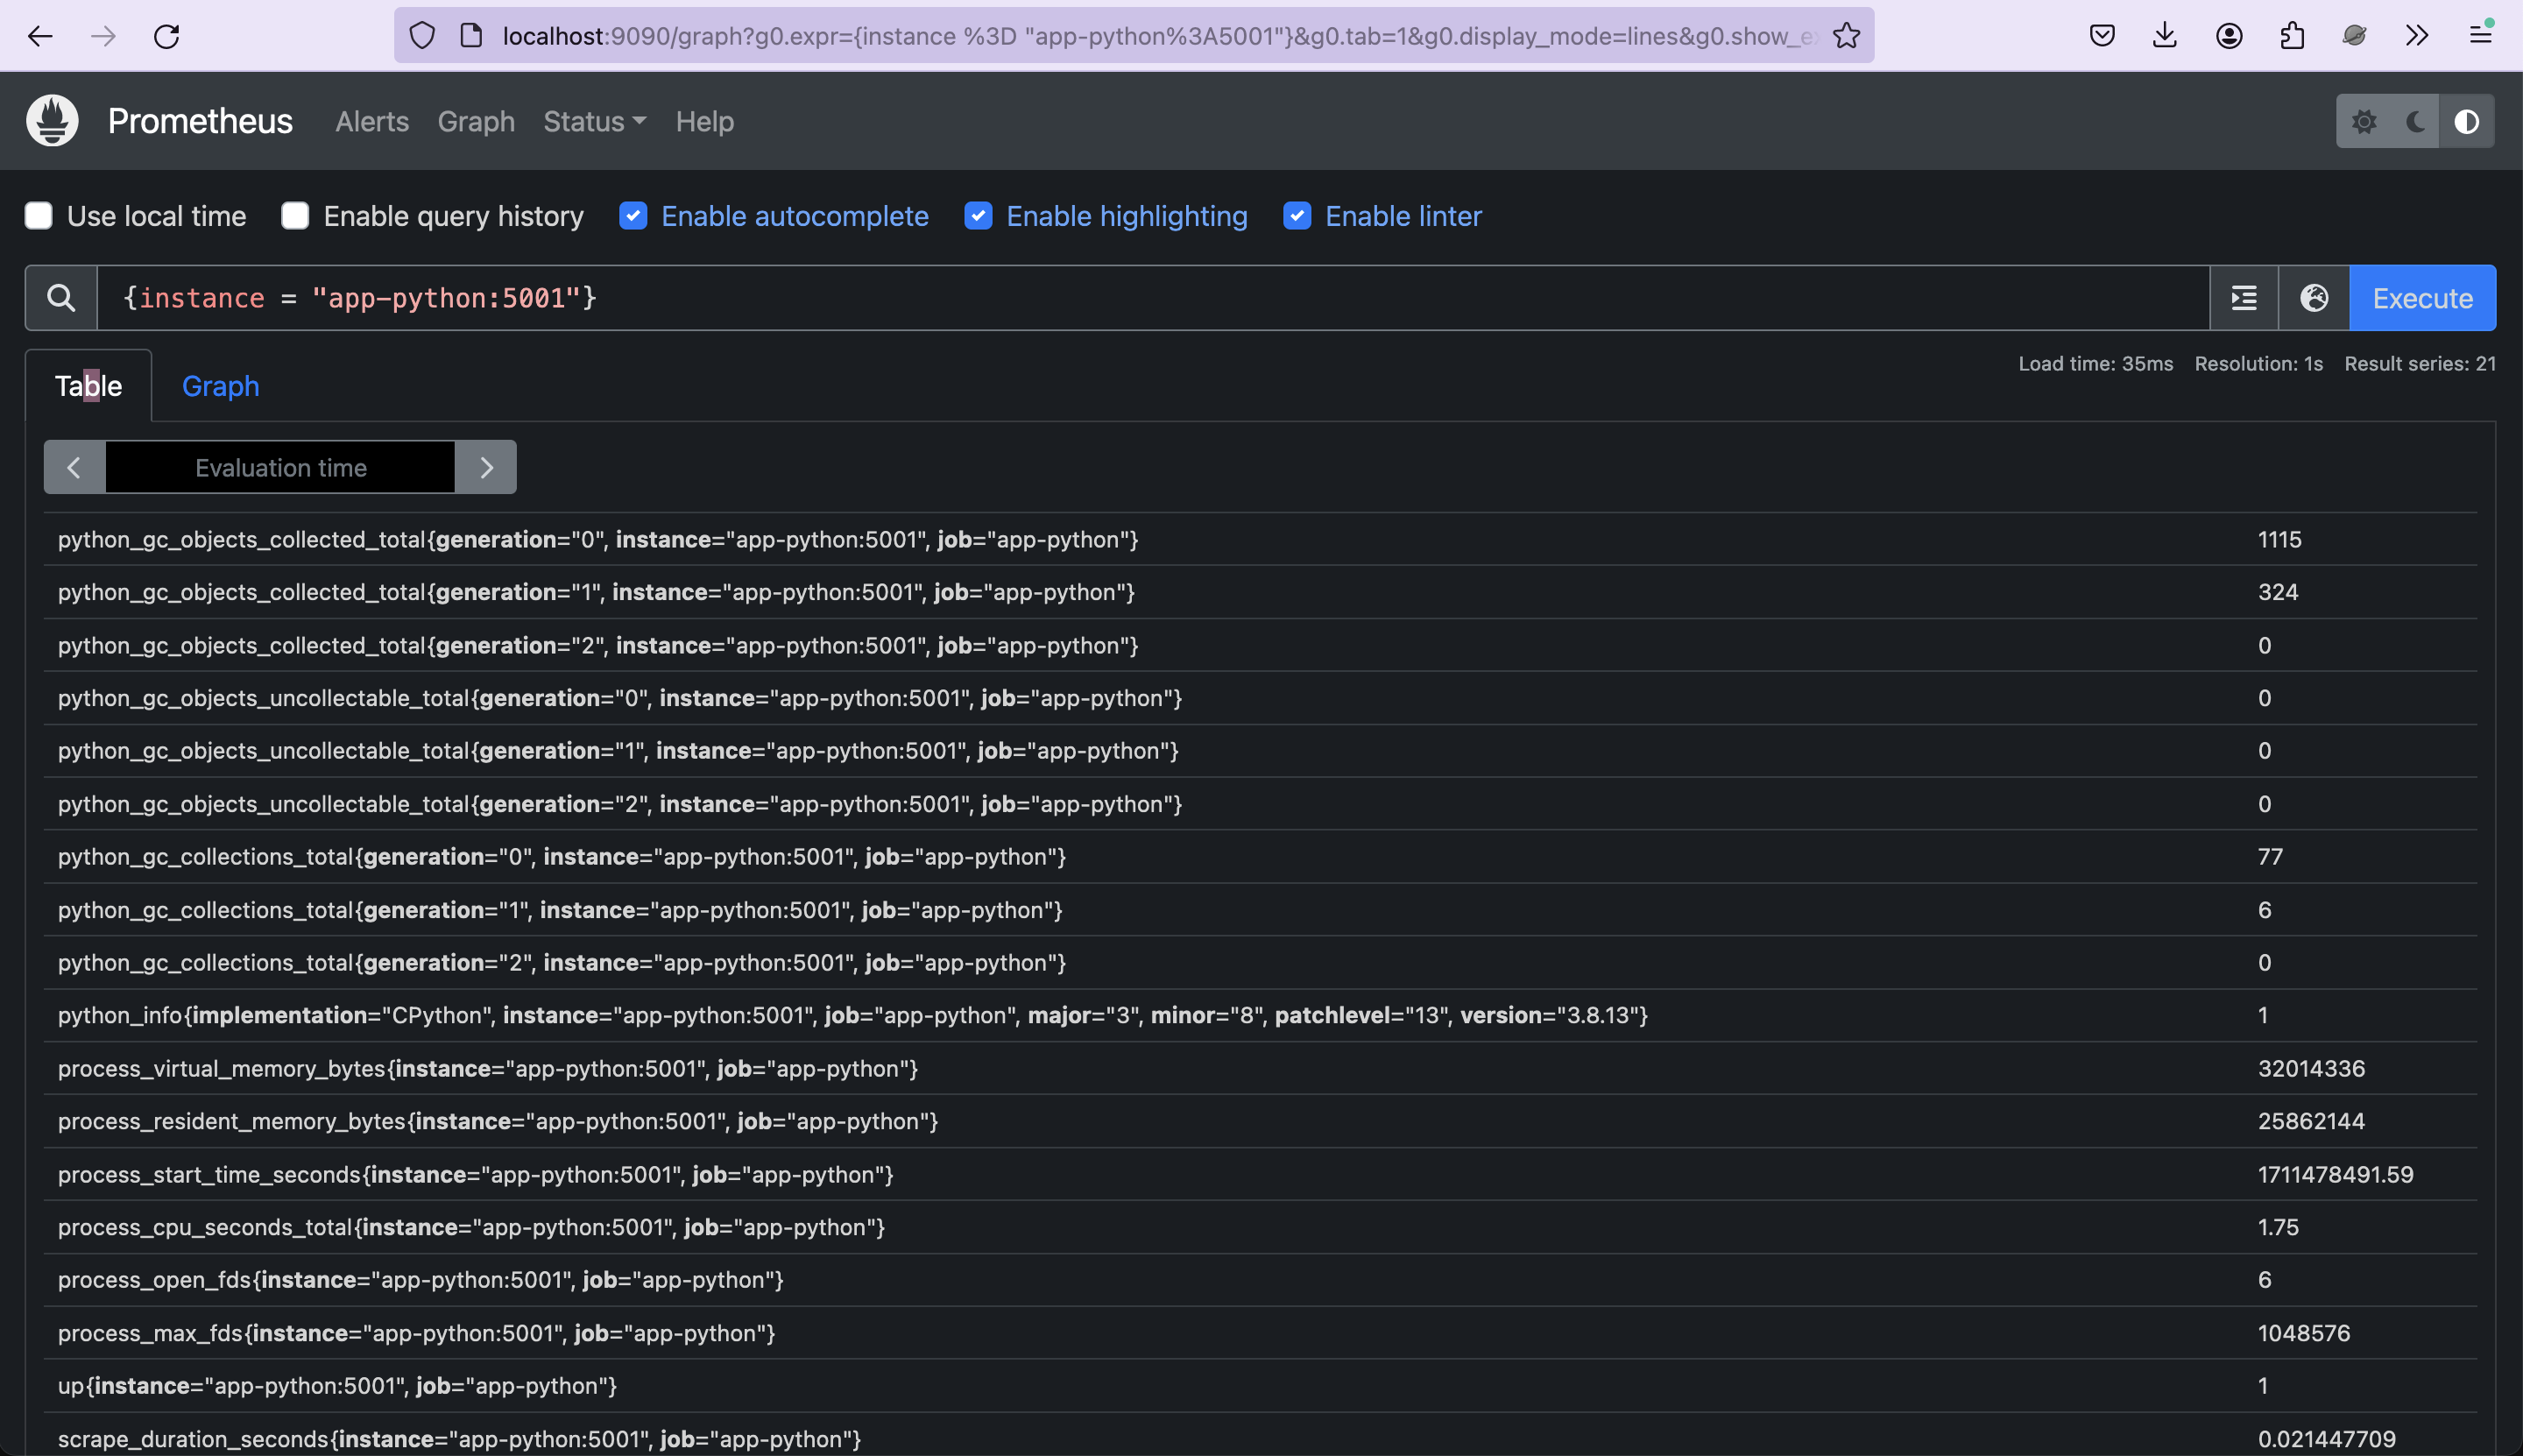 localhost:9090/graph?g0.expr={instance %3D "app-python%3A5001"}&g0.tab=1&g0.display_mode=lines&g0.show_e
Prometheus Alerts Graph Status Help
Use local time Enable query history Enable autocomplete Enable highlighting Enable linter
{instance = "app-python:5001"} Execute
Load time: 35ms Resolution: 1s Result series: 21
Table Graph
Evaluation time
python_gc_objects_collected_total{generation="0", instance="app-python:5001", job="app-python"} 1115
python_gc_objects_collected_total{generation="1", instance="app-python:5001", job="app-python"} 324
python_gc_objects_collected_total{generation="2", instance="app-python:5001", job="app-python"} 0
python_gc_objects_uncollectable_total{generation="0", instance="app-python:5001", job="app-python"} 0
python_gc_objects_uncollectable_total{generation="1", instance="app-python:5001", job="app-python"} 0
python_gc_objects_uncollectable_total{generation="2", instance="app-python:5001", job="app-python"} 0
python_gc_collections_total{generation="0", instance="app-python:5001", job="app-python"} 77
python_gc_collections_total{generation="1", instance="app-python:5001", job="app-python"} 6
python_gc_collections_total{generation="2", instance="app-python:5001", job="app-python"} 0
python_info{implementation="CPython", instance="app-python:5001", job="app-python", major="3", minor="8", patchlevel="13", version="3.8.13"} 1
process_virtual_memory_bytes{instance="app-python:5001", job="app-python"} 32014336
process_resident_memory_bytes{instance="app-python:5001", job="app-python"} 25862144
process_start_time_seconds{instance="app-python:5001", job="app-python"} 1711478491.59
process_cpu_seconds_total{instance="app-python:5001", job="app-python"} 1.75
process_open_fds{instance="app-python:5001", job="app-python"} 6
process_max_fds{instance="app-python:5001", job="app-python"} 1048576
up{instance="app-python:5001", job="app-python"} 1
scrape_duration_seconds{instance="app-python:5001", job="app-python"} 0.021447709